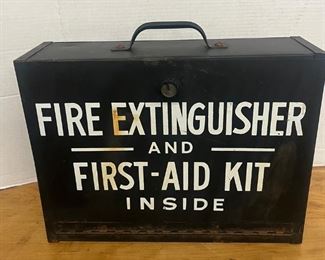 FIRE EXTINGUISHER
AND
FIRST-AID KIT
INSIDE